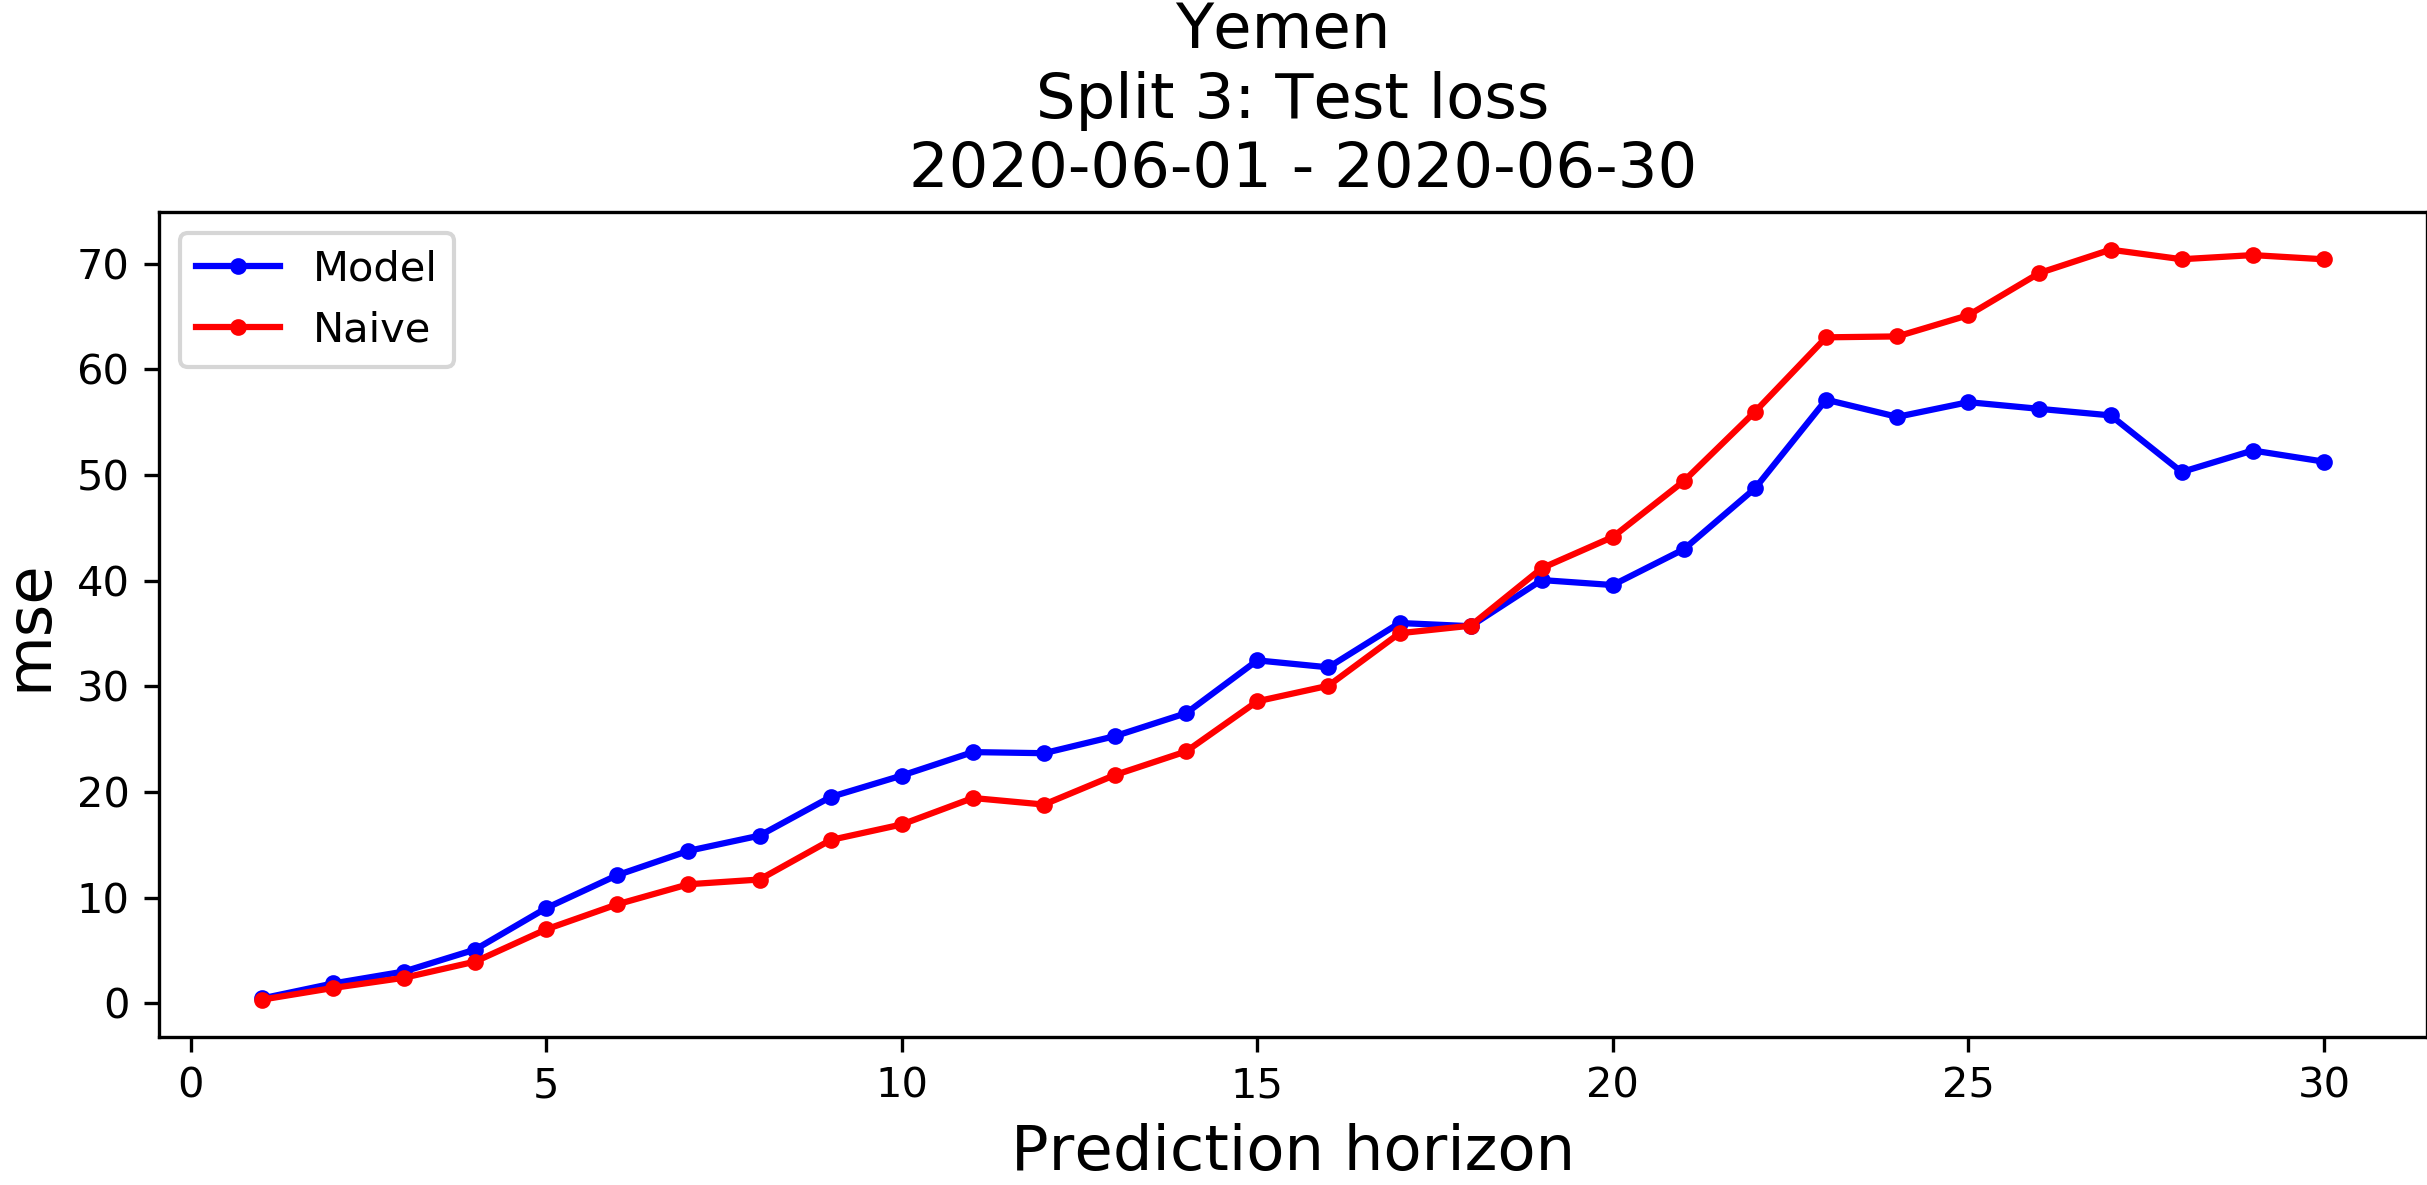 Yemen
Split 3: Test loss
2020-06-01 - 2020-06-30
Model
Naive
mse
70
60
50
40
30
20
10
0
0 5 10 15 20 25 30
Prediction horizon